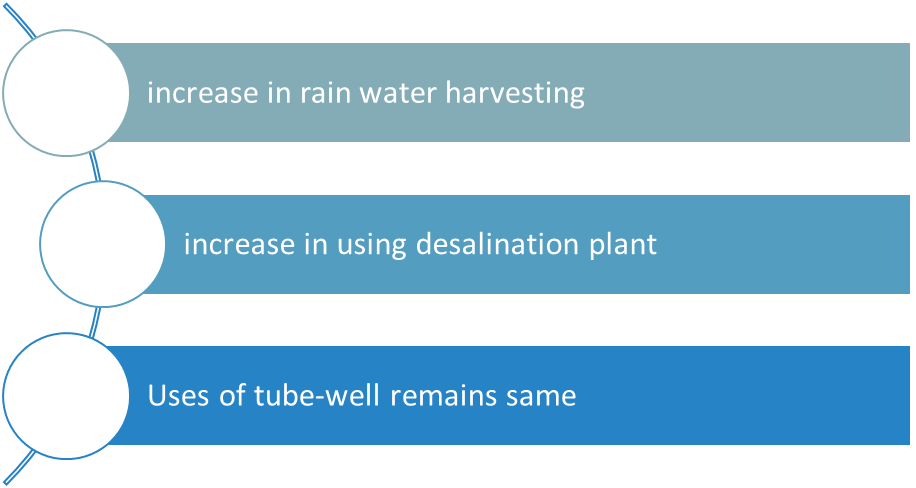 increase in rain water harvesting
increase in using desalination plant
Uses of tube-well remains same